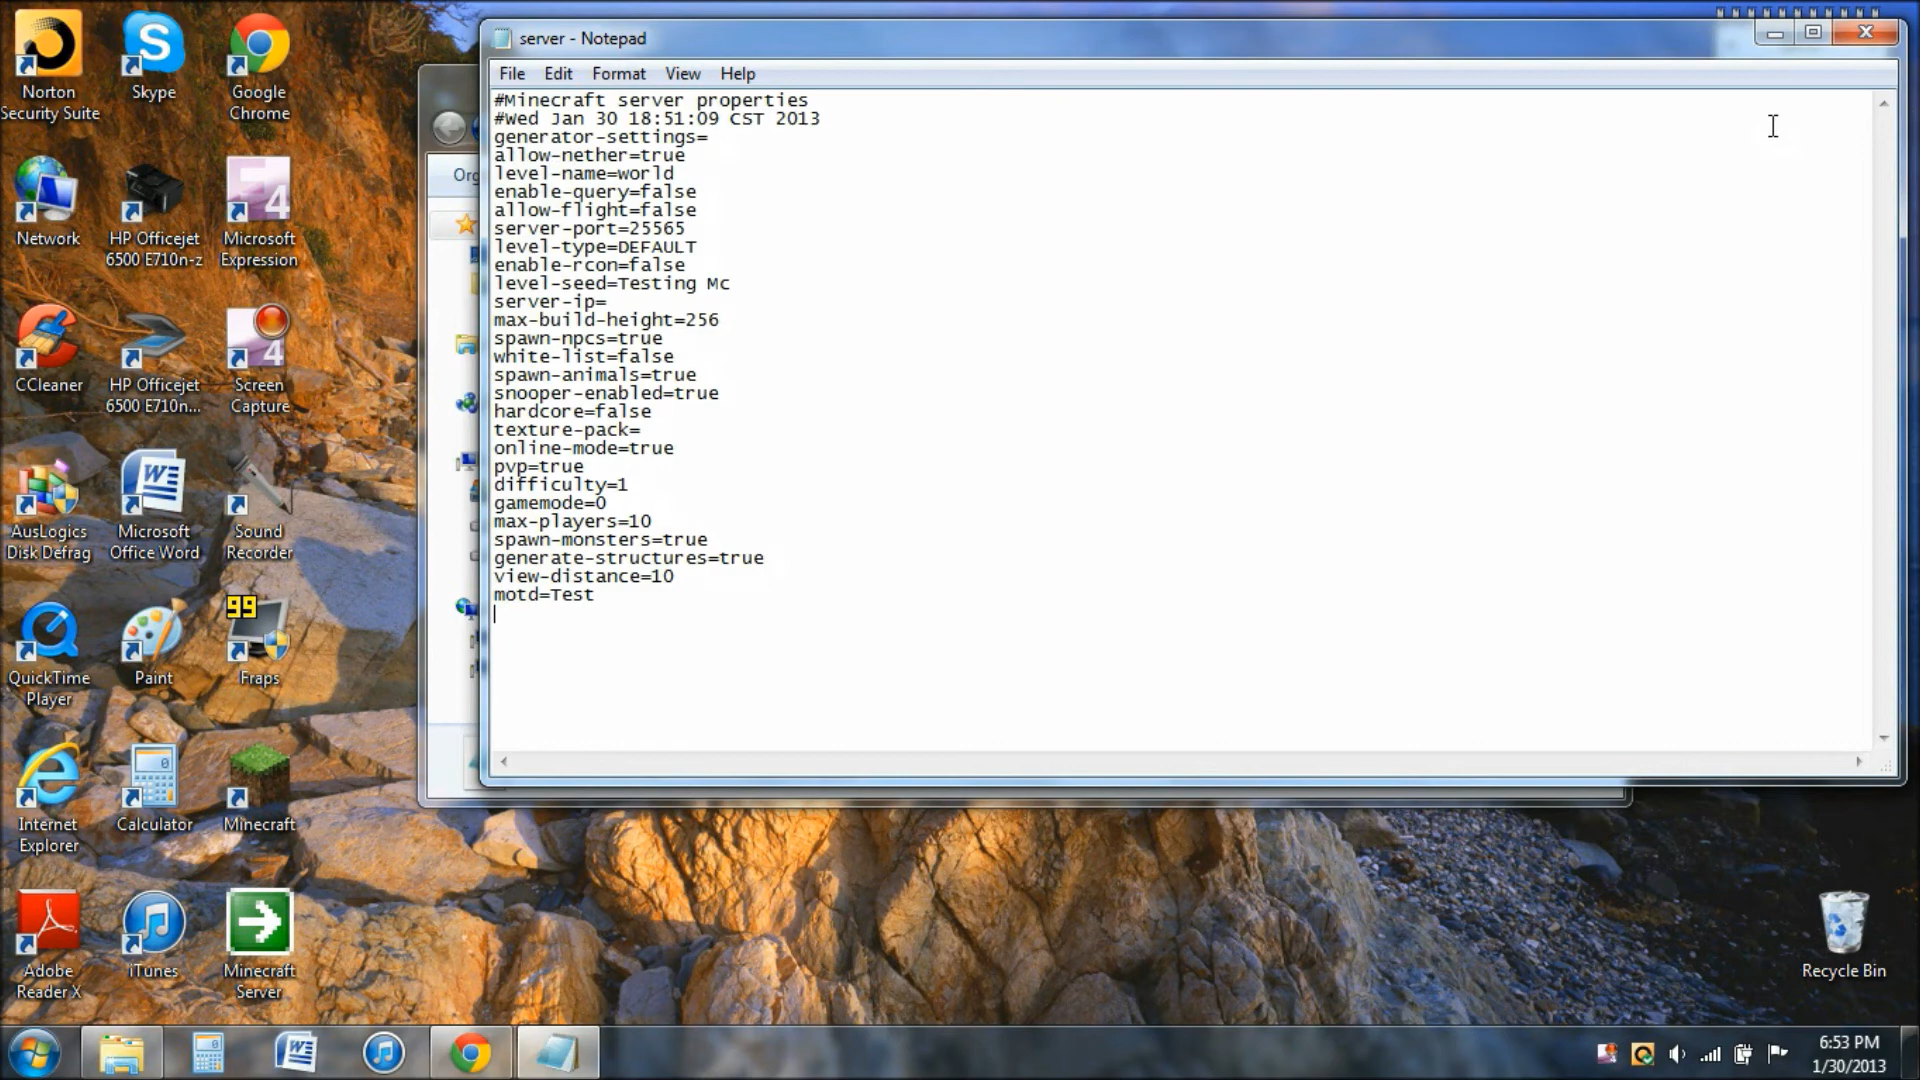 server - Notepad
File Edit Format View Help
#Minecraft server properties
#Wed Jan 30 18:51:09 CST 2013
generator-settings=
allow-nether=true
level-name=world
enable-query=false
allow-flight=false
server-port=25565
level-type=DEFAULT
enable-rcon=false
level-seed=Testing Mc
server-ip=
max-build-height=256
spawn-npcs=true
white-list=false
spawn-animals=true
snooper-enabled=true
hardcore=false
texture-pack=
online-mode=true
pvp=true
difficulty=1
gamemode=0
max-players=10
spawn-monsters=true
generate-structures=true
view-distance=10
motd=Test
Org
Norton
Security Suite
Skype
Google
Chrome
Network
HP Officejet
6500 E710n-z
Microsoft
Expression
CCleaner
HP Officejet
6500 E710n...
Screen
Capture
AusLogics
Disk Defrag
Microsoft
Office Word
Sound
Recorder
QuickTime
Player
Paint
99
Fraps
Internet
Explorer
Calculator
Minecraft
Adobe
Reader X
iTunes
Minecraft
Server
Recycle Bin
6:53 PM
1/30/2013